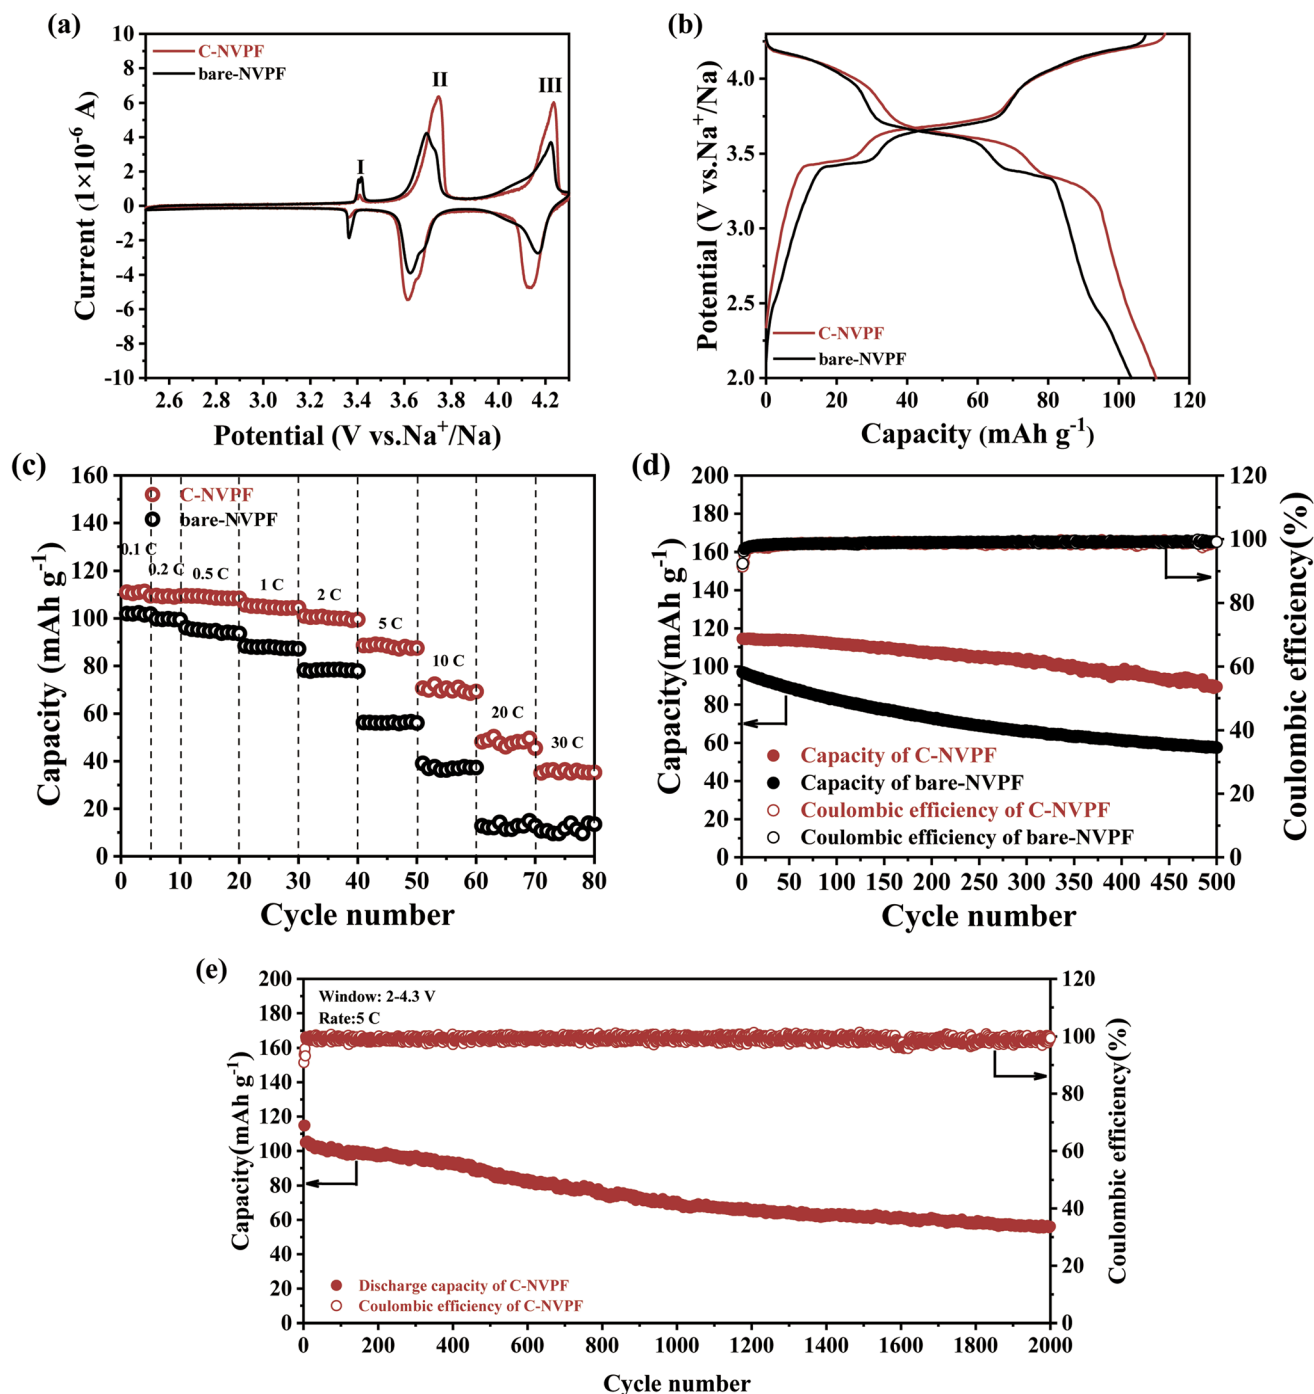 (a)
10
8
6
4
2
0
-2
-4
-6
-8
-10
Current (1×10⁻⁶ A)
C-NVPF
bare-NVPF
I
II
III
2.6 2.8 3.0 3.2 3.4 3.6 3.8 4.0 4.2
Potential (V vs.Na⁺/Na)
(b)
4.0
3.5
3.0
2.5
2.0
Potential (V vs.Na⁺/Na)
C-NVPF
bare-NVPF
0 20 40 60 80 100 120
Capacity (mAh g⁻¹)
(c)
160
140
120
100
80
60
40
20
0
Capacity (mAh g⁻¹)
C-NVPF
bare-NVPF
0.1 C
0.2 C
0.5 C
1 C
2 C
5 C
10 C
20 C
30 C
0 10 20 30 40 50 60 70 80
Cycle number
(d)
200
180
160
140
120
100
80
60
40
20
0
Capacity(mAh g⁻¹)
120
100
80
60
40
20
0
Coulombic efficiency(%)
Capacity of C-NVPF
Capacity of bare-NVPF
Coulombic efficiency of C-NVPF
Coulombic efficiency of bare-NVPF
0 50 100 150 200 250 300 350 400 450 500
Cycle number
(e)
200
180
160
140
120
100
80
60
40
20
0
Capacity(mAh g⁻¹)
Window: 2-4.3 V
Rate:5 C
120
100
80
60
40
20
0
Coulombic efficiency(%)
Discharge capacity of C-NVPF
Coulombic efficiency of C-NVPF
0 200 400 600 800 1000 1200 1400 1600 1800 2000
Cycle number